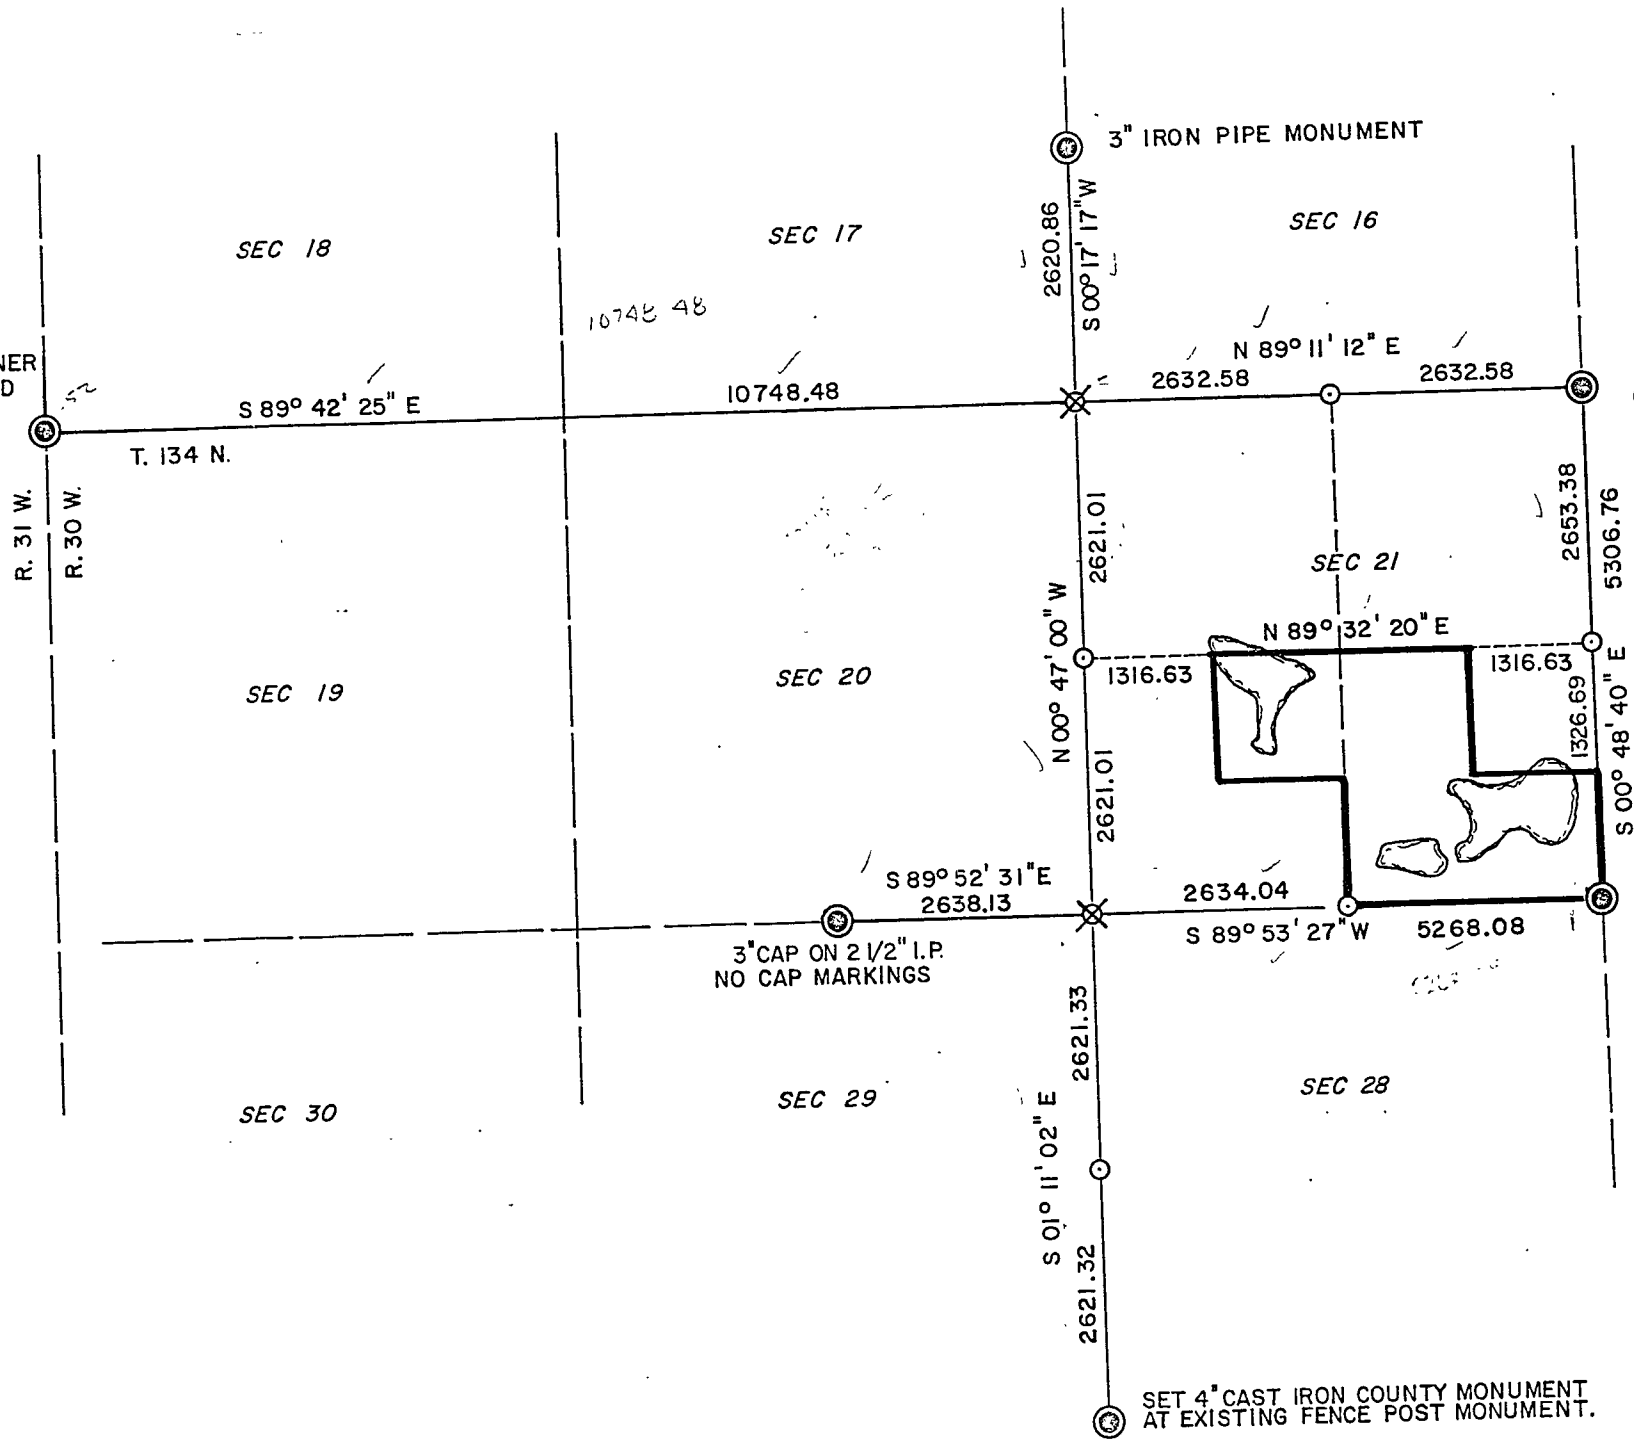 3" IRON PIPE MONUMENT
SEC 18
SEC 17
SEC 16
2620.86
S 00° 17' 17" W
10748 48
N 89° 11' 12" E
NER
D
.52
S 89° 42' 25" E
10748.48
2632.58
2632.58
T. 134 N.
R. 31 W.
R. 30 W.
2621.01
2653.38
5306.76
SEC 21
N 00° 47' 00" W
N 89° 32' 20" E
1316.63
1316.63
SEC 19
SEC 20
1326.69
S 00° 48' 40" E
2621.01
S 89° 52' 31" E
2638.13
2634.04
S 89° 53' 27" W
5268.08
3" CAP ON 2 1/2" I.P.
NO CAP MARKINGS
2621.33
SEC 30
SEC 29
SEC 28
S 01° 11' 02" E
2621.32
SET 4" CAST IRON COUNTY MONUMENT
AT EXISTING FENCE POST MONUMENT.